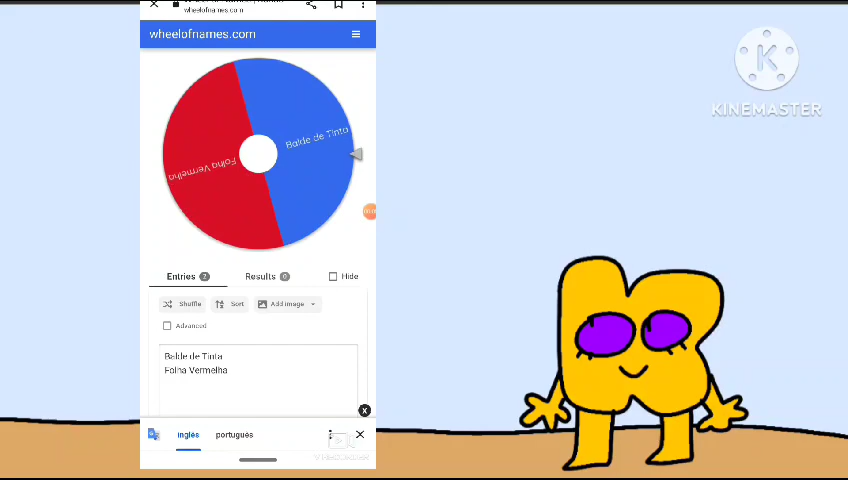 wheelofnames.com
wheelofnames.com
Balde de Tinta
Folha Vermelha
Entries 2
Results 0
Hide
Shuffle
Sort
Add image
Advanced
Balde de Tinta
Folha Vermelha
X
inglês
português
KINEMASTER